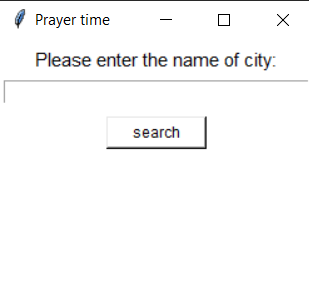 Prayer time
Please enter the name of city:
search